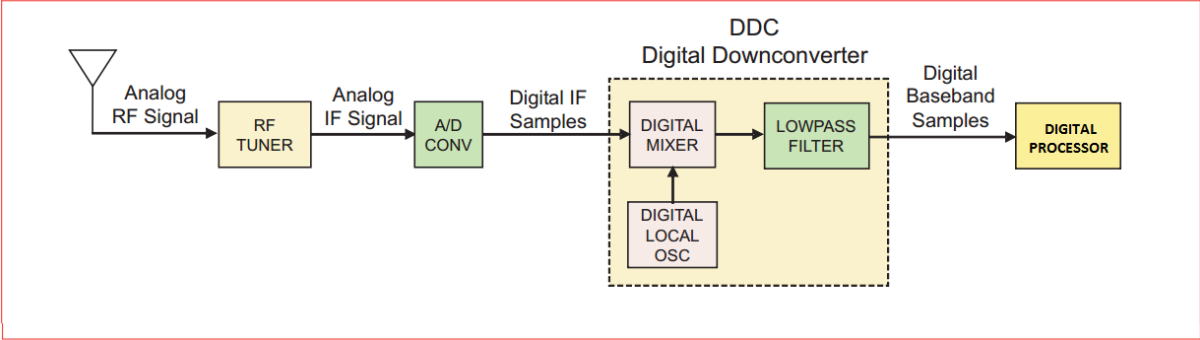 DDC
Digital Downconverter
Analog
RF Signal
RF
TUNER
Analog
IF Signal
A/D
CONV
Digital IF
Samples
DIGITAL
MIXER
LOWPASS
FILTER
DIGITAL
LOCAL
OSC
Digital
Baseband
Samples
DIGITAL
PROCESSOR